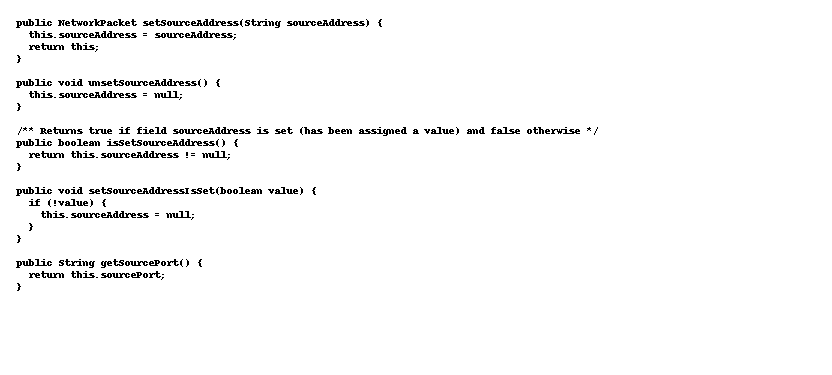 public NetworkPacket setSourceAddress(String sourceAddress) {
  this.sourceAddress = sourceAddress;
  return this;
}

public void unsetSourceAddress() {
  this.sourceAddress = null;
}

/** Returns true if field sourceAddress is set (has been assigned a value) and false otherwise */
public boolean isSetSourceAddress() {
  return this.sourceAddress != null;
}

public void setSourceAddressIsSet(boolean value) {
  if (!value) {
    this.sourceAddress = null;
  }
}

public String getSourcePort() {
  return this.sourcePort;
}